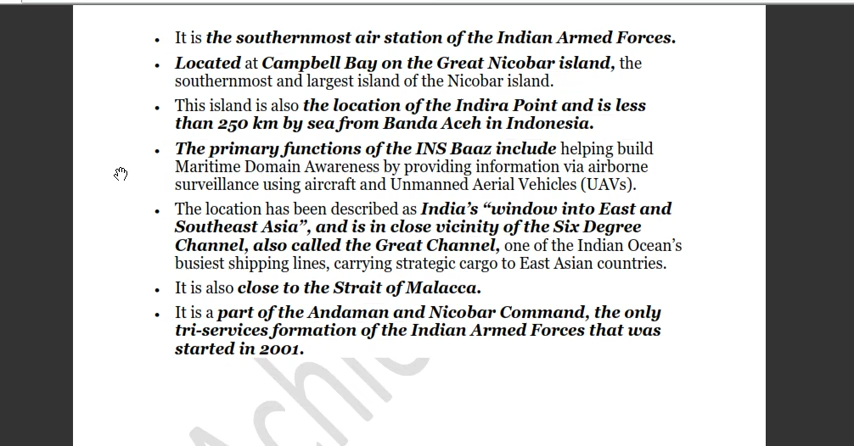 • It is the southernmost air station of the Indian Armed Forces.
• Located at Campbell Bay on the Great Nicobar island, the
southernmost and largest island of the Nicobar island.
• This island is also the location of the Indira Point and is less
than 250 km by sea from Banda Aceh in Indonesia.
• The primary functions of the INS Baaz include helping build
Maritime Domain Awareness by providing information via airborne
surveillance using aircraft and Unmanned Aerial Vehicles (UAVs).
• The location has been described as India’s “window into East and
Southeast Asia”, and is in close vicinity of the Six Degree
Channel, also called the Great Channel, one of the Indian Ocean’s
busiest shipping lines, carrying strategic cargo to East Asian countries.
• It is also close to the Strait of Malacca.
• It is a part of the Andaman and Nicobar Command, the only
tri-services formation of the Indian Armed Forces that was
started in 2001.